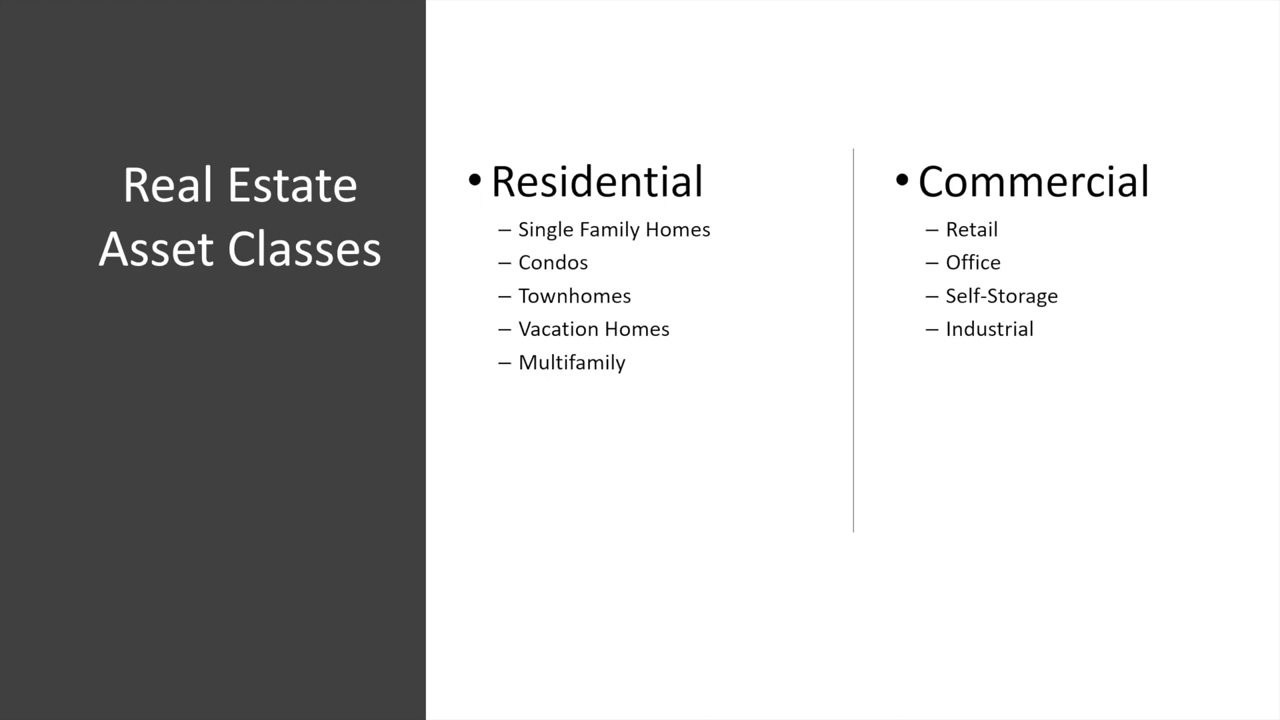 Real Estate
Asset Classes
• Residential
– Single Family Homes
– Condos
– Townhomes
– Vacation Homes
– Multifamily
• Commercial
– Retail
– Office
– Self-Storage
– Industrial